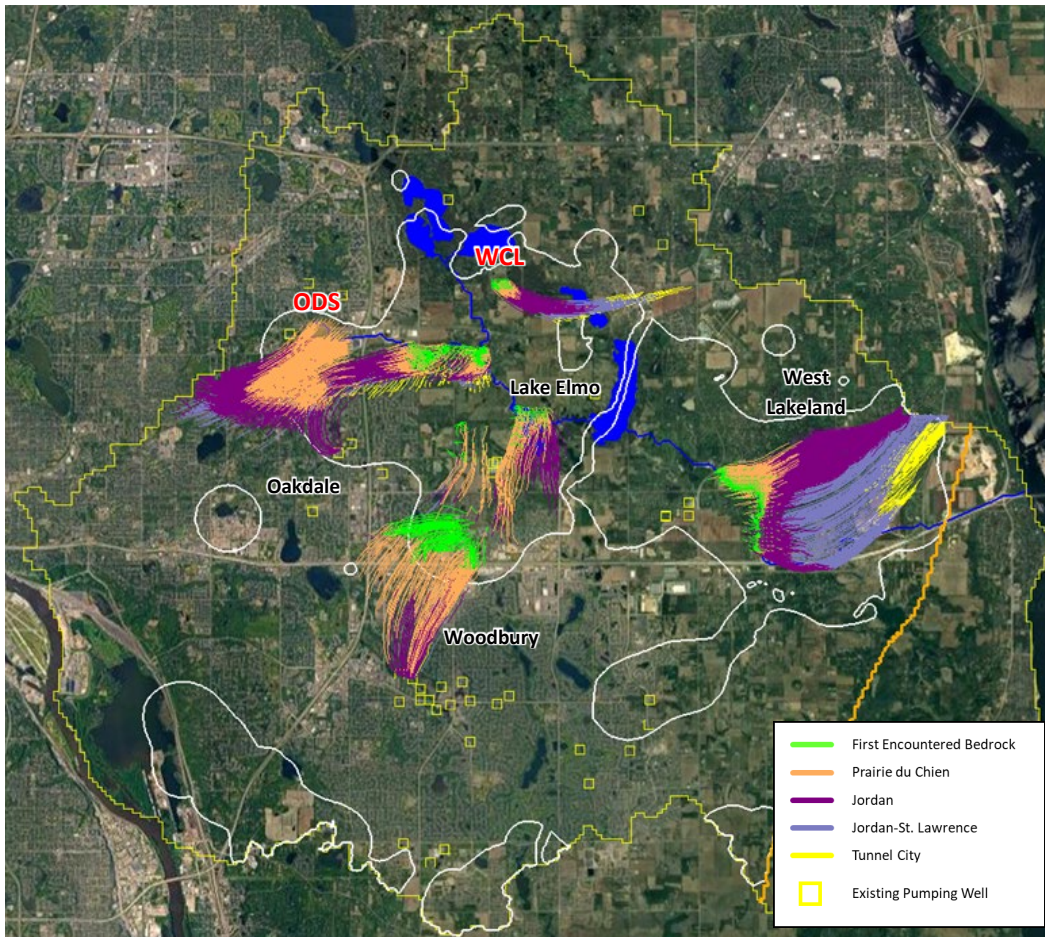 WCL
ODS
Lake Elmo
West
Lakeland
Oakdale
Woodbury
First Encountered Bedrock
Prairie du Chien
Jordan
Jordan-St. Lawrence
Tunnel City
Existing Pumping Well